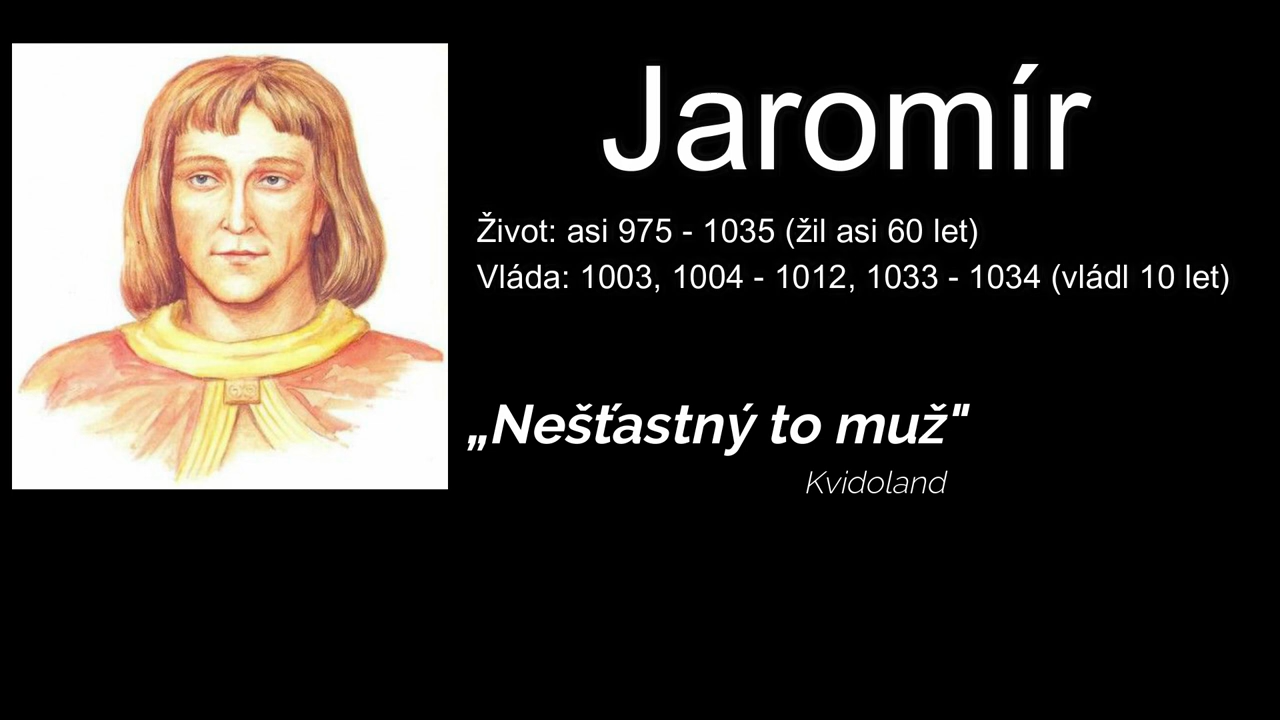 Jaromír
Život: asi 975 - 1035 (žil asi 60 let)
Vláda: 1003, 1004 - 1012, 1033 - 1034 (vládl 10 let)
„Nešťastný to muž"
Kvidoland